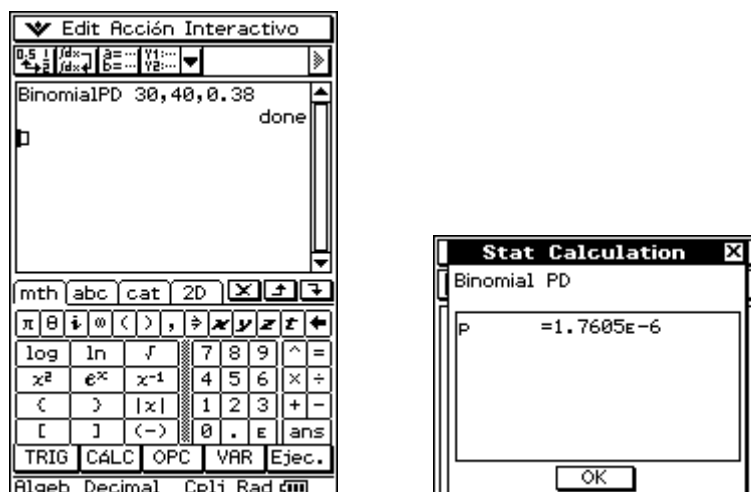 Edit Acción Interactivo
BinomialPD 30,40,0.38
done
mth abc cat 2D
π θ i ∞ ( ) , ⇒ x y z t ←
log ln √ 7 8 9 ^ =
x² eˣ x⁻¹ 4 5 6 × ÷
( ) |x| 1 2 3 + −
[ ] (−) 0 . E ans
TRIG CALC OPC VAR Ejec.
Algeb Decimal Cplj Rad
Stat Calculation X
Binomial PD
p =1.7605E-6
OK